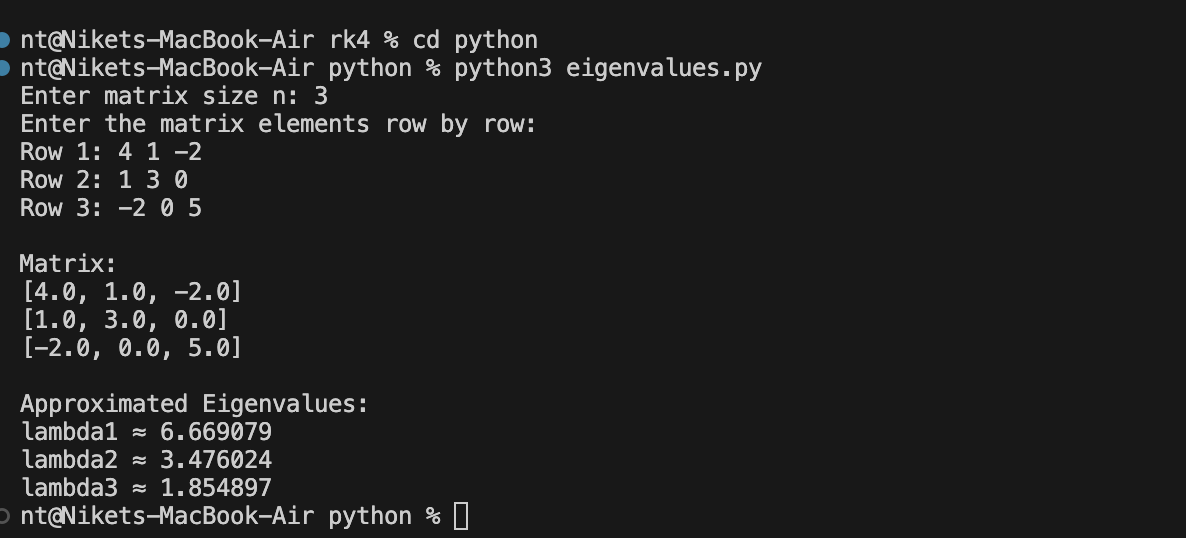 nt@Nikets-MacBook-Air rk4 % cd python
nt@Nikets-MacBook-Air python % python3 eigenvalues.py
Enter matrix size n: 3
Enter the matrix elements row by row:
Row 1: 4 1 -2
Row 2: 1 3 0
Row 3: -2 0 5
Matrix:
[4.0, 1.0, -2.0]
[1.0, 3.0, 0.0]
[-2.0, 0.0, 5.0]
Approximated Eigenvalues:
lambda1 ≈ 6.669079
lambda2 ≈ 3.476024
lambda3 ≈ 1.854897
nt@Nikets-MacBook-Air python %